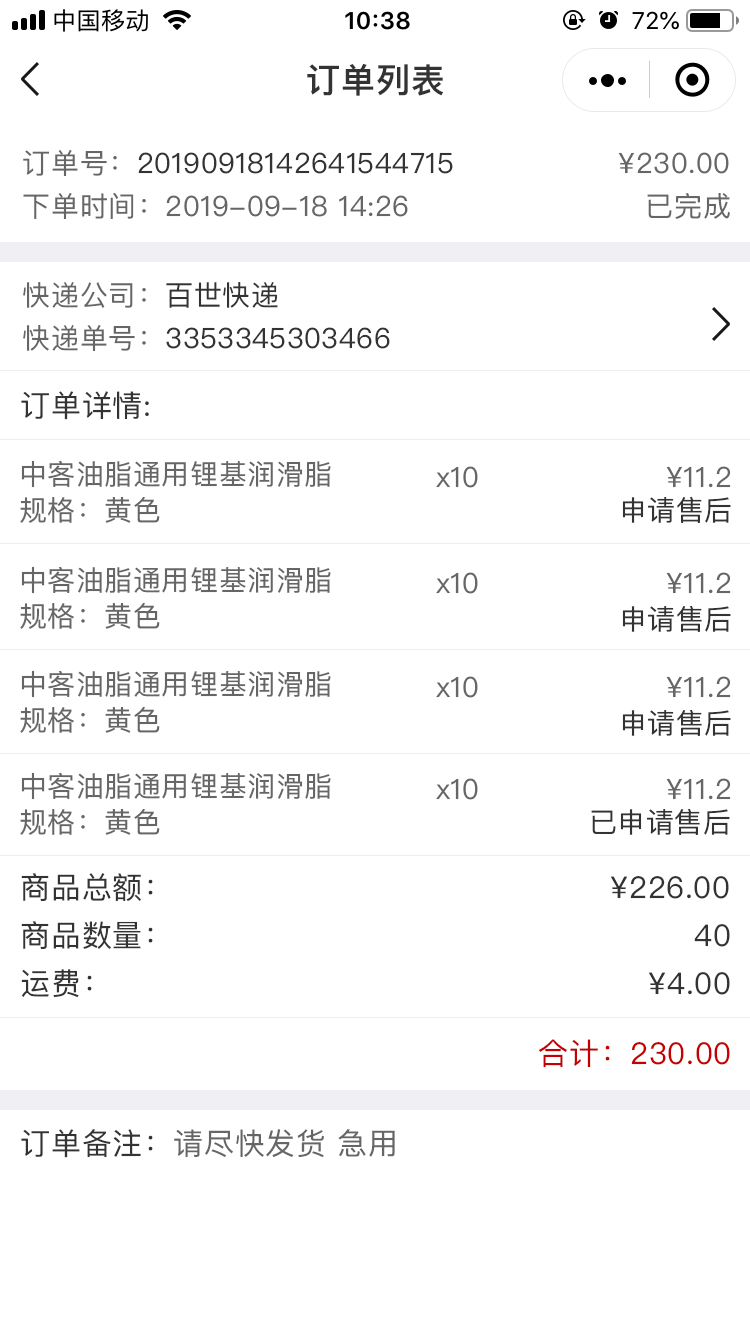 中国移动 10:38 72%
订单列表
订单号：20190918142641544715 ¥230.00
下单时间：2019-09-18 14:26 已完成
快递公司：百世快递
快递单号：3353345303466
订单详情:
中客油脂通用锂基润滑脂 x10 ¥11.2
规格：黄色 申请售后
中客油脂通用锂基润滑脂 x10 ¥11.2
规格：黄色 申请售后
中客油脂通用锂基润滑脂 x10 ¥11.2
规格：黄色 申请售后
中客油脂通用锂基润滑脂 x10 ¥11.2
规格：黄色 已申请售后
商品总额： ¥226.00
商品数量： 40
运费： ¥4.00
合计：230.00
订单备注：请尽快发货 急用